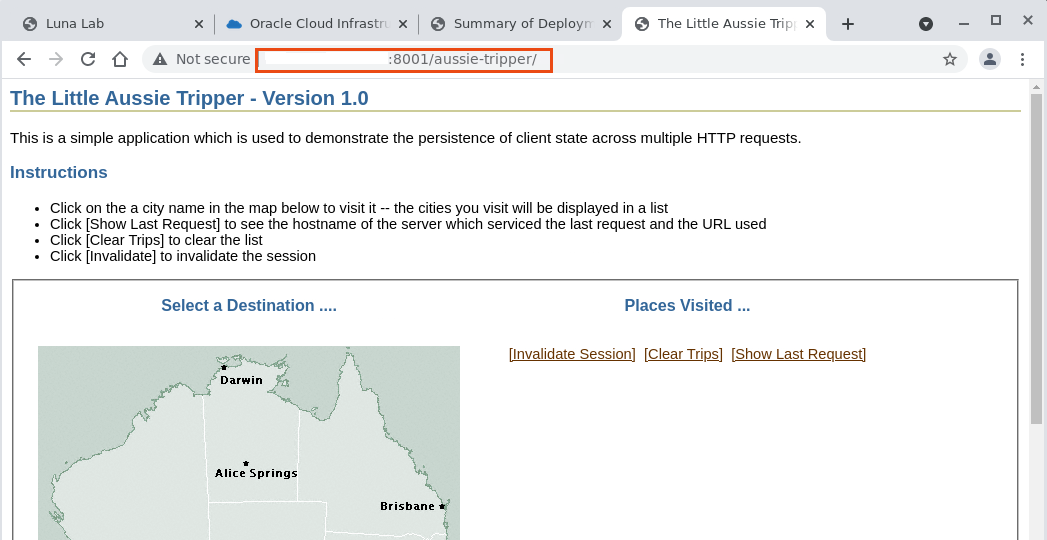 Luna Lab
Oracle Cloud Infrastru
Summary of Deploym
The Little Aussie Tripp
Not secure
:8001/aussie-tripper/
The Little Aussie Tripper - Version 1.0
This is a simple application which is used to demonstrate the persistence of client state across multiple HTTP requests.
Instructions
• Click on the a city name in the map below to visit it -- the cities you visit will be displayed in a list
• Click [Show Last Request] to see the hostname of the server which serviced the last request and the URL used
• Click [Clear Trips] to clear the list
• Click [Invalidate] to invalidate the session
Select a Destination ....
Places Visited ...
[Invalidate Session] [Clear Trips] [Show Last Request]
Darwin
Alice Springs
Brisbane